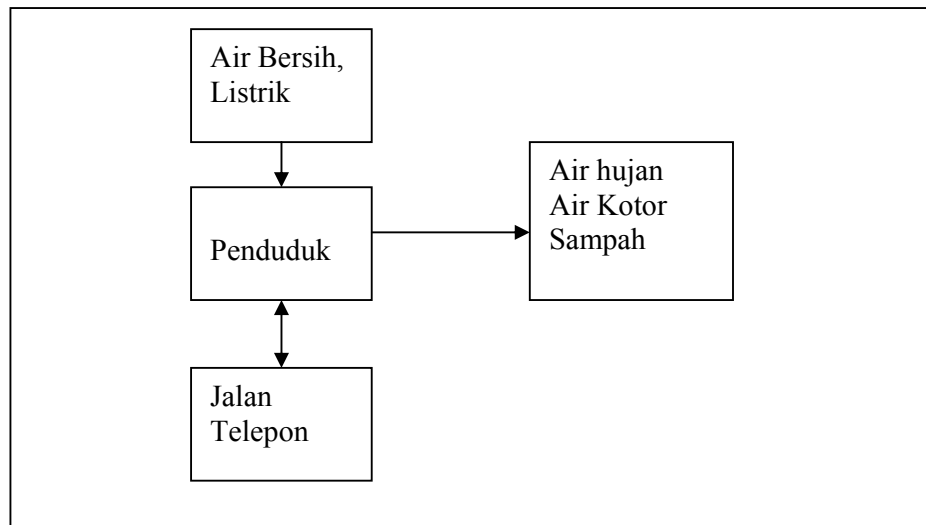 Air Bersih,
Listrik
Air hujan
Air Kotor
Sampah
Penduduk
Jalan
Telepon